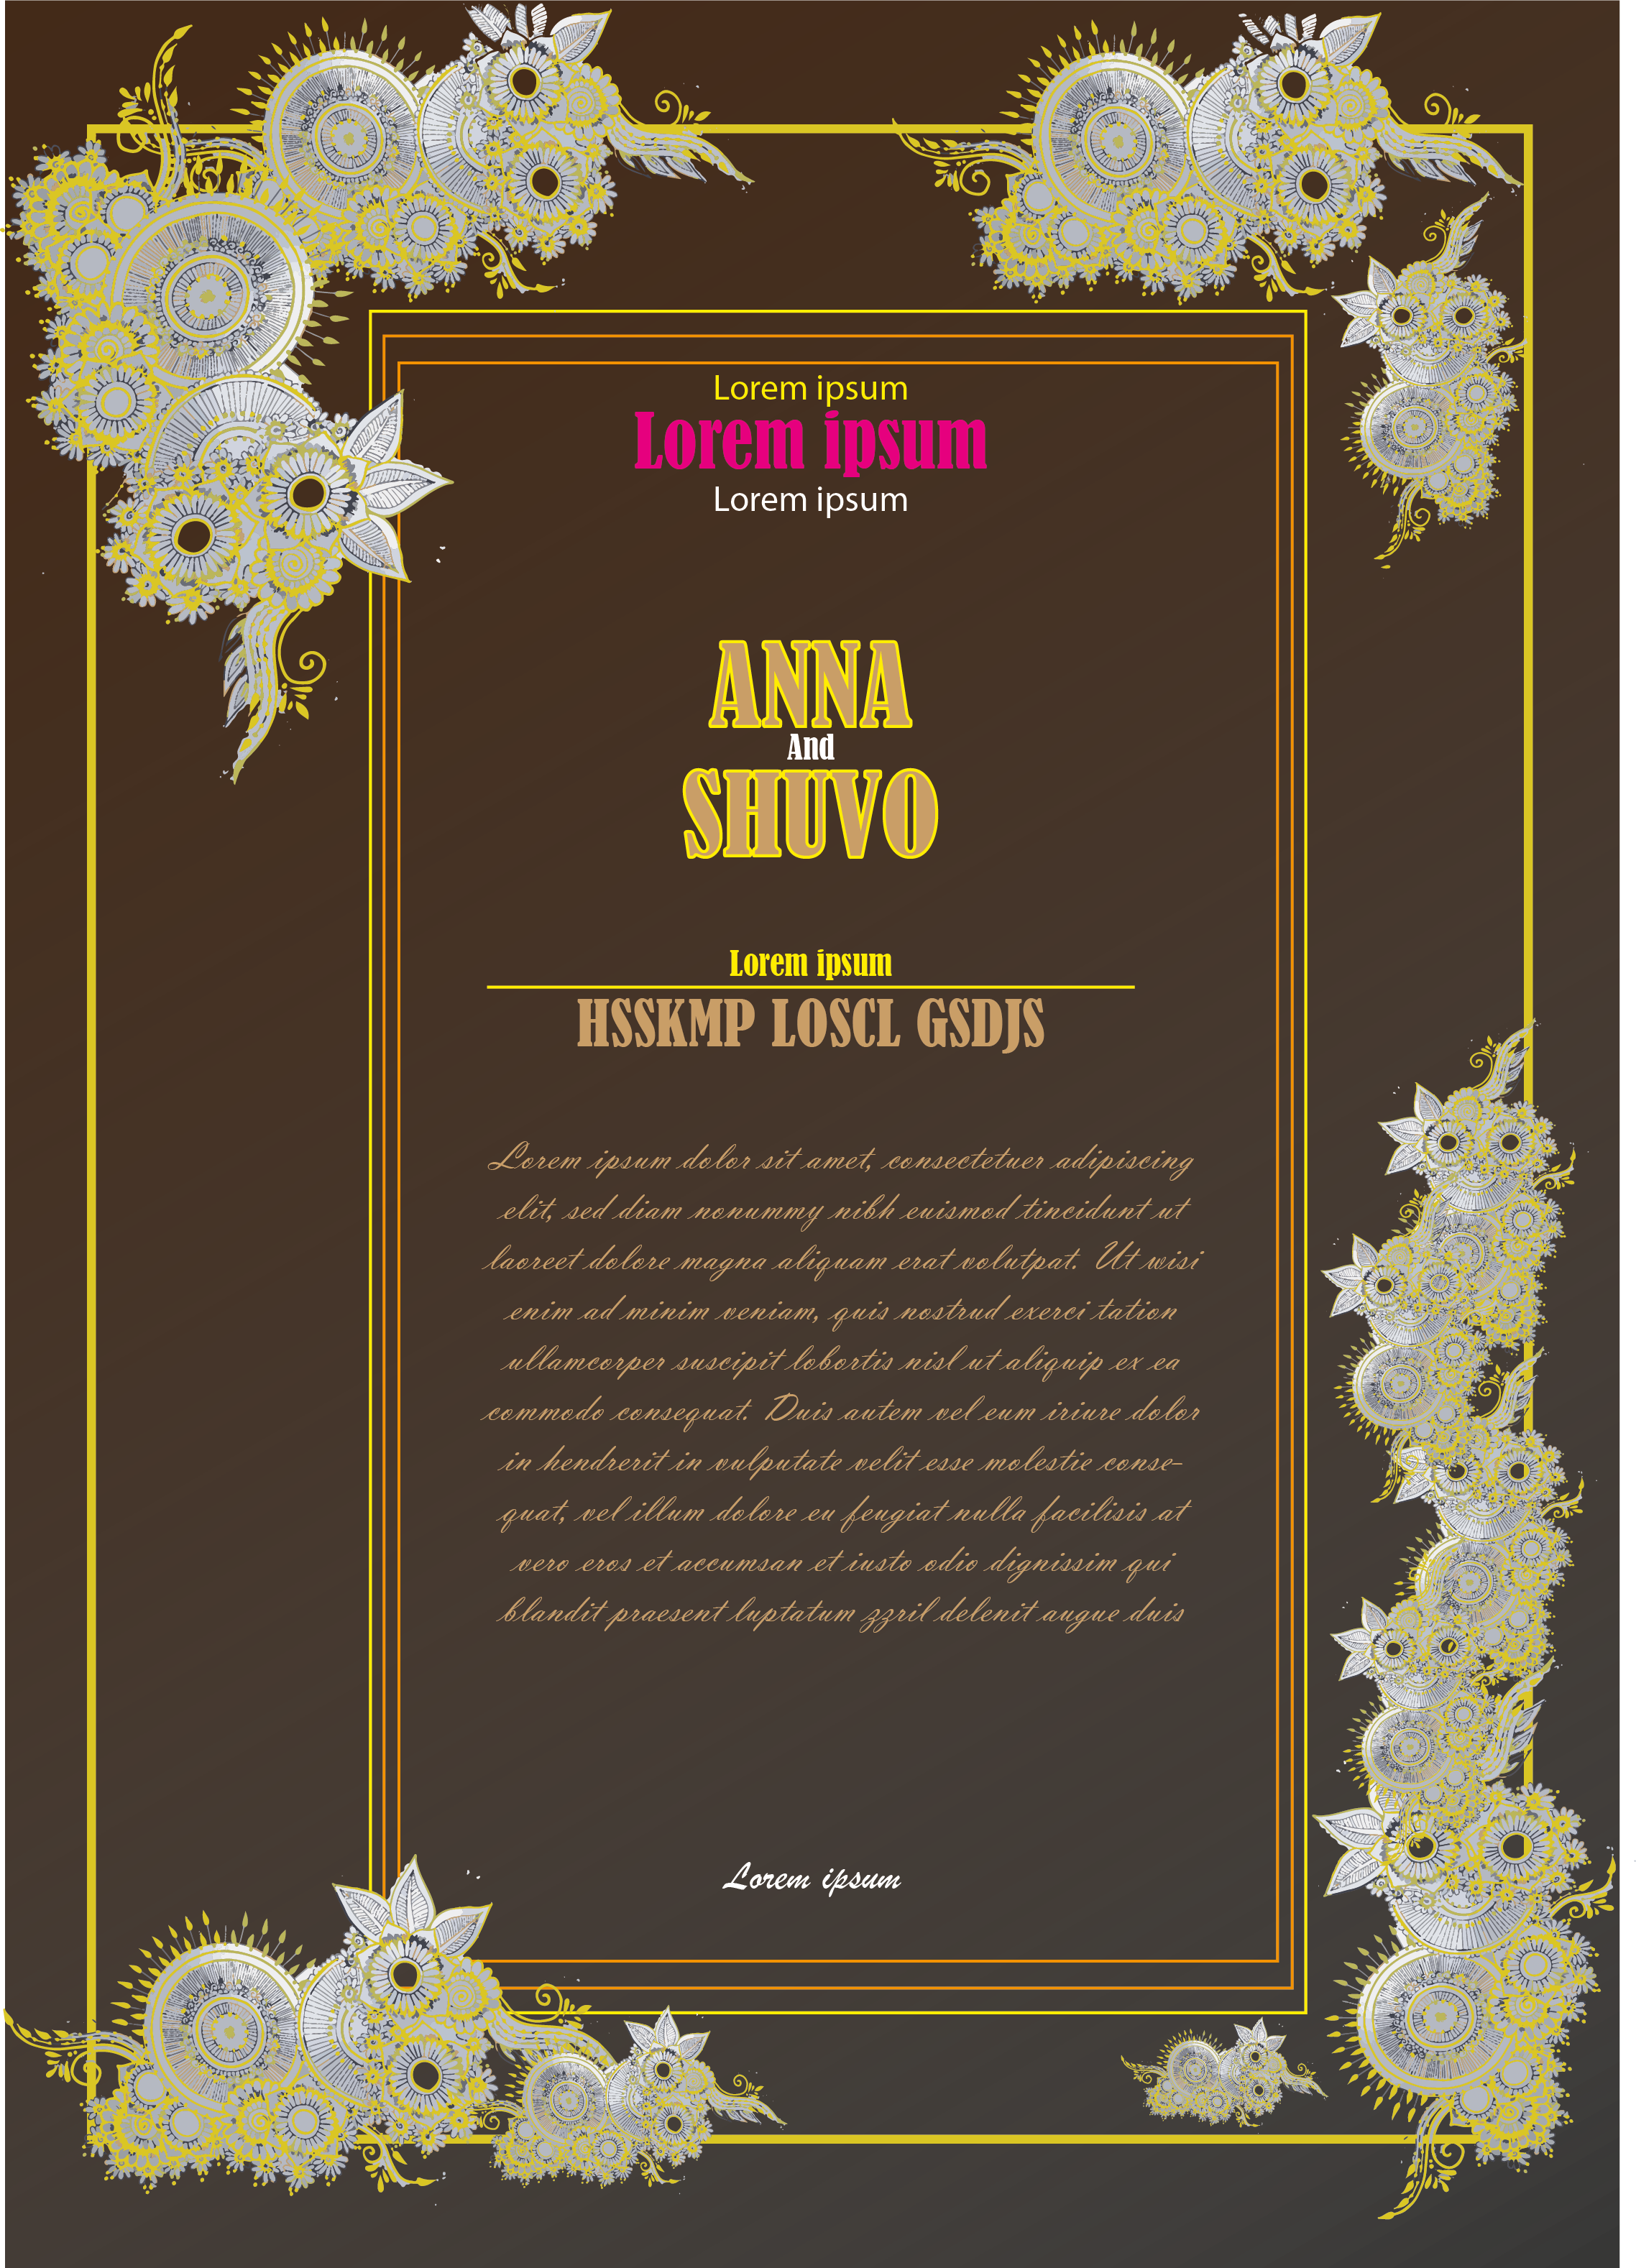 Lorem ipsum
Lorem ipsum
Lorem ipsum
ANNA
And
SHUVO
Lorem ipsum
HSSKMP LOSCL GSDJS
Lorem ipsum dolor sit amet, consectetuer adipiscing
elit, sed diam nonummy nibh euismod tincidunt ut
laoreet dolore magna aliquam erat volutpat. Ut wisi
enim ad minim veniam, quis nostrud exerci tation
ullamcorper suscipit lobortis nisl ut aliquip ex ea
commodo consequat. Duis autem vel eum iriure dolor
in hendrerit in vulputate velit esse molestie conse-
quat, vel illum dolore eu feugiat nulla facilisis at
vero eros et accumsan et iusto odio dignissim qui
blandit praesent luptatum zzril delenit augue duis
Lorem ipsum